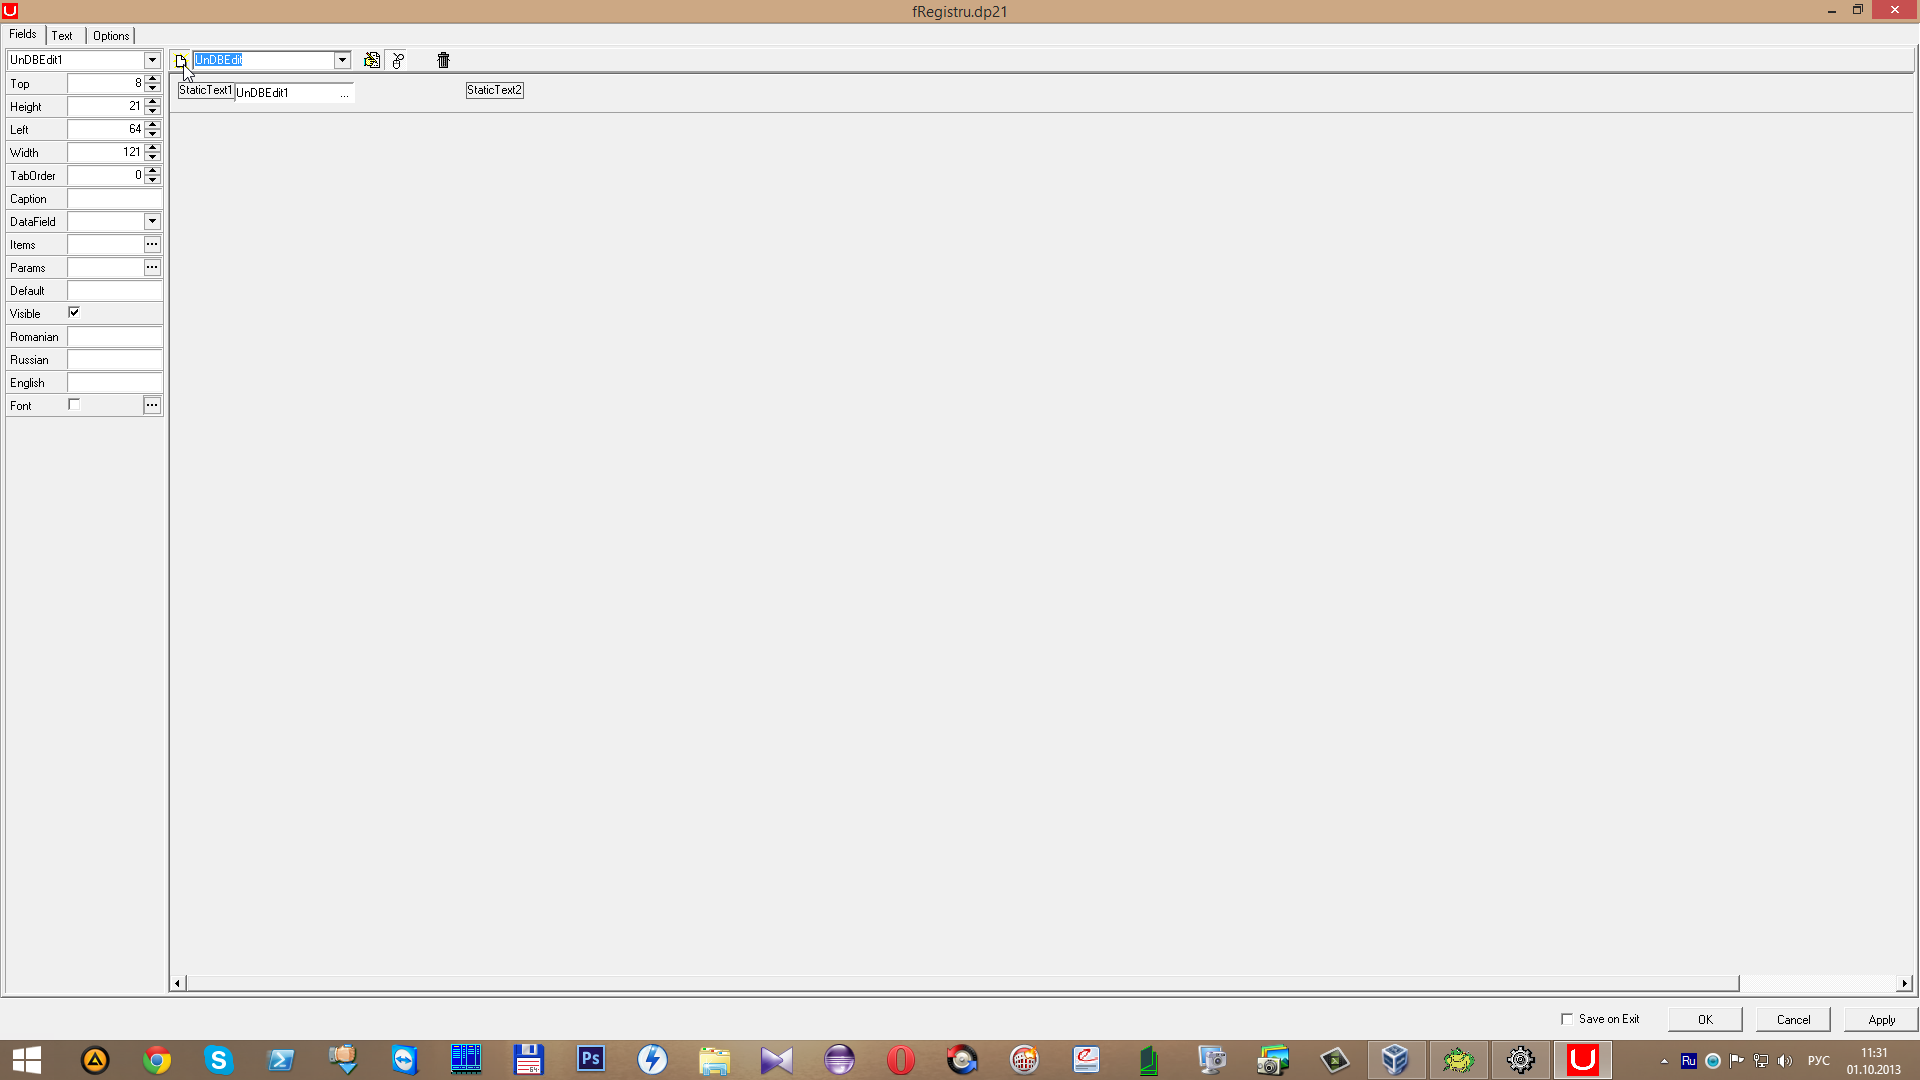 fRegistru.dp21
Fields Text Options
UnDBEdit1 UnDBEdit
Top 8
Height 21
Left 64
Width 121
TabOrder 0
Caption
DataField
Items ...
Params ...
Default
Visible
Romanian
Russian
English
Font ...
StaticText1 UnDBEdit1 ... StaticText2
Save on Exit OK Cancel Apply
Ps
64
Ru
РУС
11:31
01.10.2013